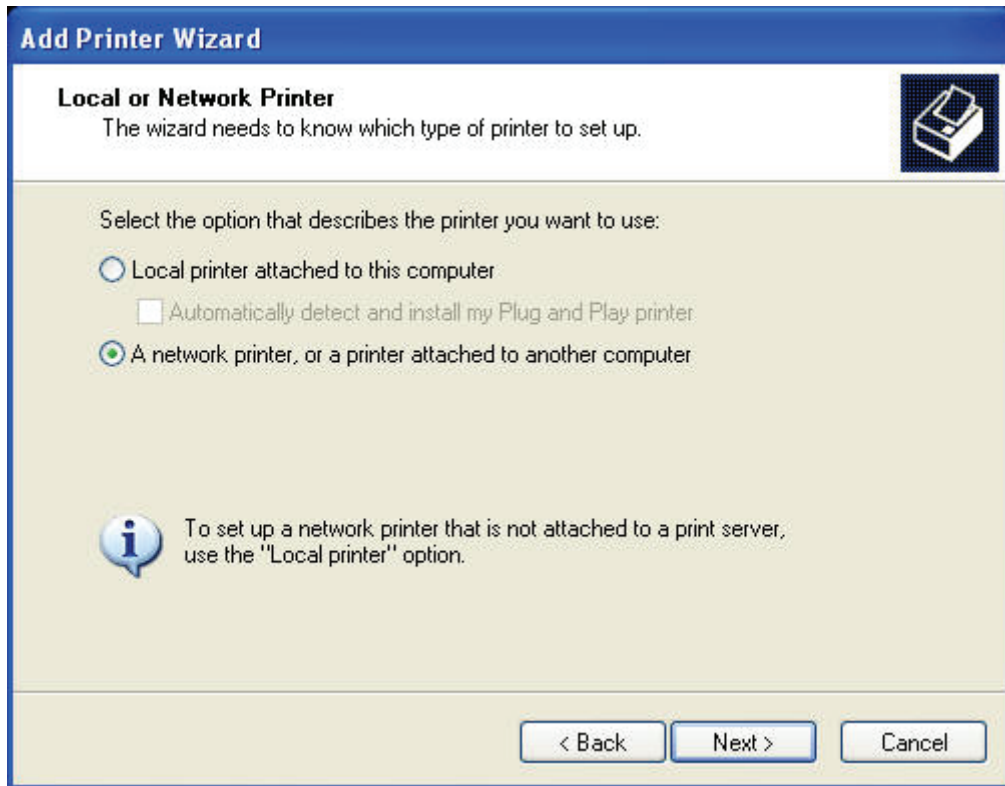 Add Printer Wizard
Local or Network Printer
The wizard needs to know which type of printer to set up.
Select the option that describes the printer you want to use:
Local printer attached to this computer
Automatically detect and install my Plug and Play printer
A network printer, or a printer attached to another computer
To set up a network printer that is not attached to a print server,
use the "Local printer" option.
< Back
Next >
Cancel